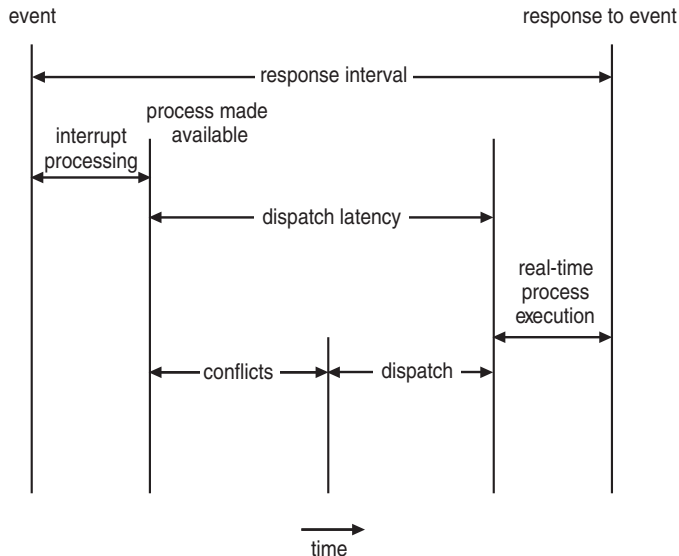 event
response to event
response interval
process made
available
interrupt
processing
dispatch latency
real-time
process
execution
conflicts
dispatch
time